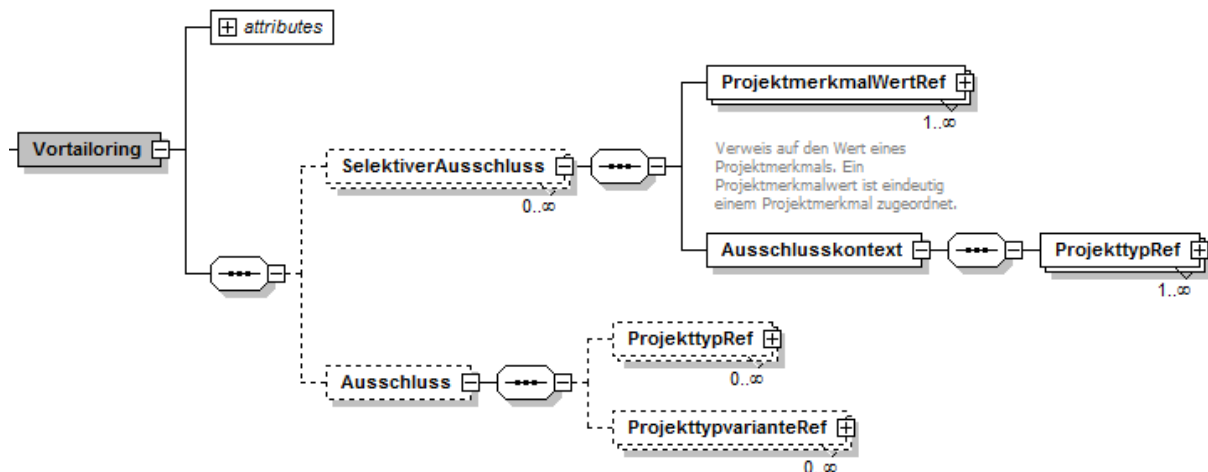 attributes
ProjektmerkmalWertRef
1..∞
Vortailoring
Verweis auf den Wert eines
Projektmerkmals. Ein
Projektmerkmalwert ist eindeutig
einem Projektmerkmal zugeordnet.
SelektiverAusschluss
0..∞
Ausschlusskontext
ProjekttypRef
1..∞
ProjekttypRef
0..∞
Ausschluss
ProjekttypvarianteRef
0..∞